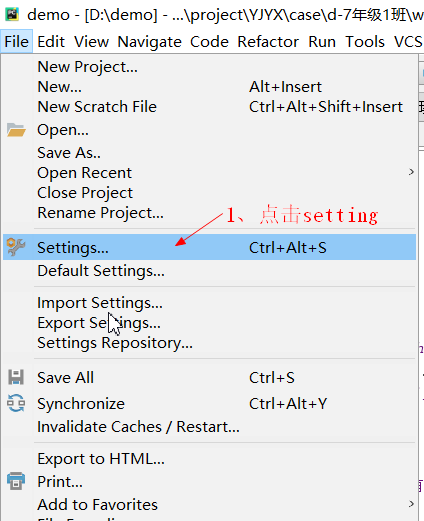 demo - [D:\demo] - ...\project\YJYX\case\d-7年级1班\w
File Edit View Navigate Code Refactor Run Tools VCS
New Project...
New... Alt+Insert
New Scratch File Ctrl+Alt+Shift+Insert
Open...
Save As..
Open Recent
Close Project
Rename Project...
1、点击setting
Settings... Ctrl+Alt+S
Default Settings...
Import Settings...
Export Settings...
Settings Repository...
Save All Ctrl+S
Synchronize Ctrl+Alt+Y
Invalidate Caches / Restart...
Export to HTML...
Print...
Add to Favorites